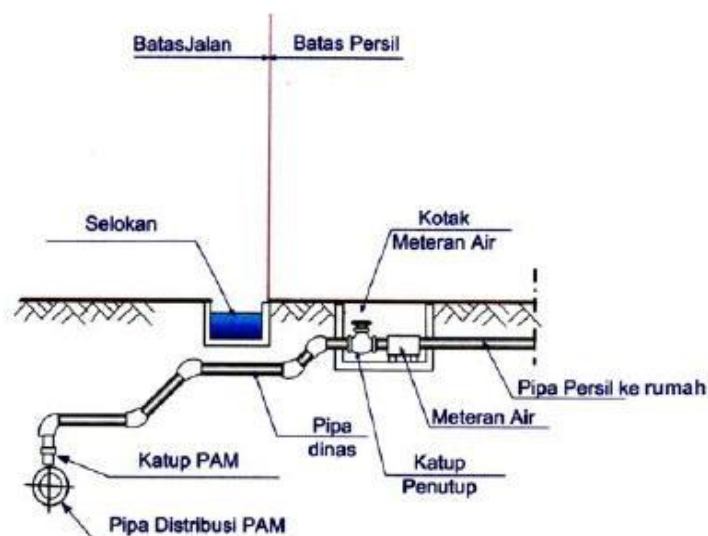 BatasJalan
Batas Persil
Selokan
Kotak
Meteran Air
Pipa Persil ke rumah
Meteran Air
Pipa
dinas
Katup PAM
Katup
Penutup
Pipa Distribusi PAM